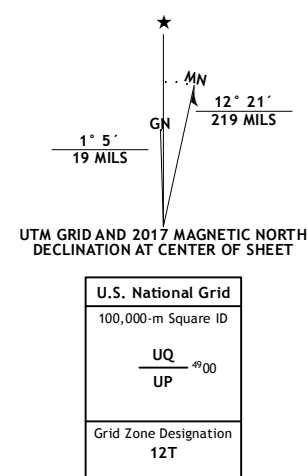 ★
MN
GN
12° 21´
219 MILS
1° 5´
19 MILS
UTM GRID AND 2017 MAGNETIC NORTH
DECLINATION AT CENTER OF SHEET
U.S. National Grid
100,000-m Square ID
UQ
⁴⁹00
UP
Grid Zone Designation
12T